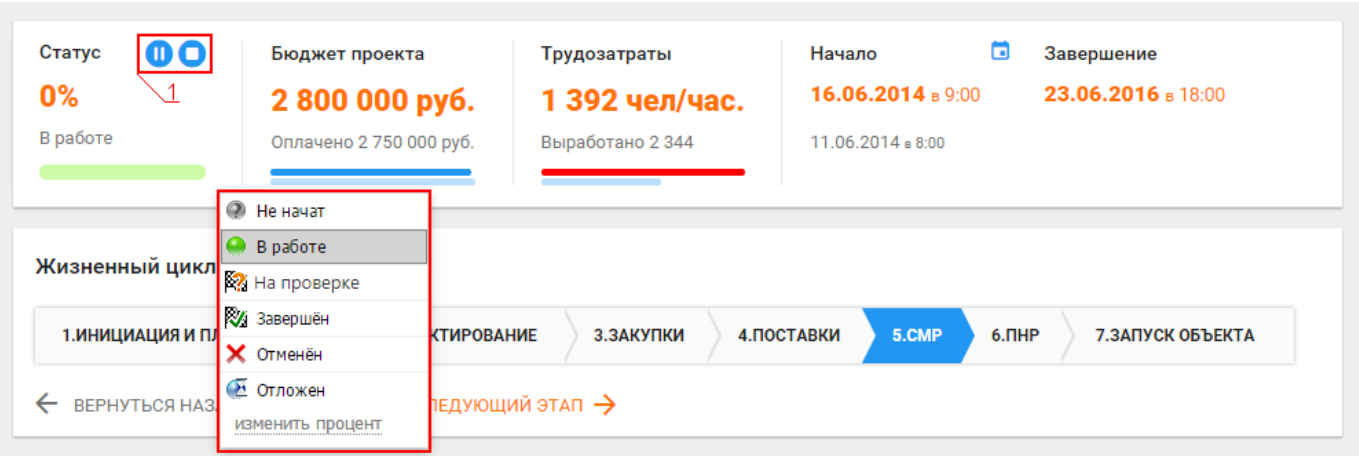 Статус
1
0%
В работе
Бюджет проекта
2 800 000 руб.
Оплачено 2 750 000 руб.
Трудозатраты
1 392 чел/час.
Выработано 2 344
Начало
16.06.2014 в 9:00
11.06.2014 в 8:00
Завершение
23.06.2016 в 18:00
Не начат
В работе
На проверке
Завершён
Отменён
Отложен
изменить процент
Жизненный цикл
1.ИНИЦИАЦИЯ И ПЛ КТИРОВАНИЕ 3.ЗАКУПКИ 4.ПОСТАВКИ 5.СМР 6.ПНР 7.ЗАПУСК ОБЪЕКТА
ВЕРНУТЬСЯ НАЗА ЛЕДУЮЩИЙ ЭТАП